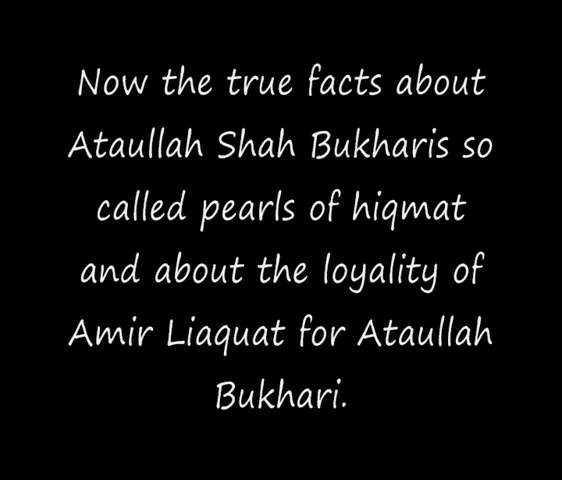 Now the true facts about
Ataullah Shah Bukharis so
called pearls of hiqmat
and about the loyality of
Amir Liaquat for Ataullah
Bukhari.